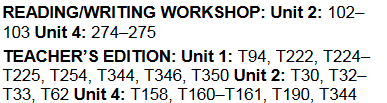 READING/WRITING WORKSHOP: Unit 2: 102–
103 Unit 4: 274–275
TEACHER'S EDITION: Unit 1: T94, T222, T224–
T225, T254, T344, T346, T350 Unit 2: T30, T32–
T33, T62 Unit 4: T158, T160–T161, T190, T344